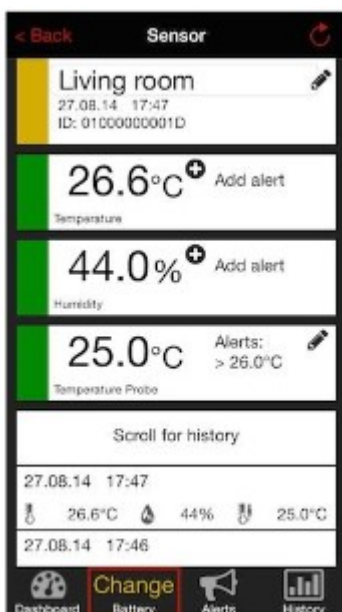 < Back Sensor
Living room
27.08.14 17:47
ID: 01000000001D
26.6°C Add alert
Temperature
44.0% Add alert
Humidity
25.0°C Alerts:
> 26.0°C
Temperature Probe
Scroll for history
27.08.14 17:47
26.6°C 44% 25.0°C
27.08.14 17:46
Change
Dashboard Battery Alerts History